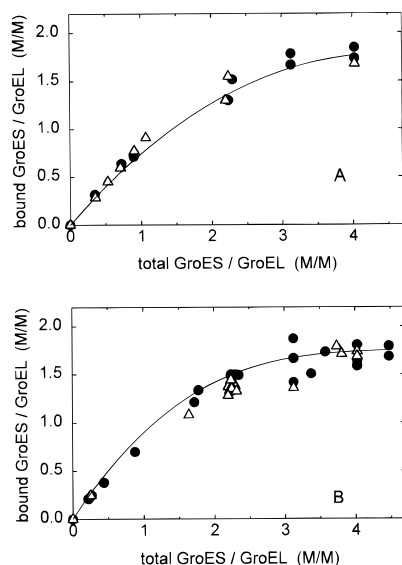 2.0
1.5
1.0
0.5
0.0
bound GroES / GroEL (M/M)
A
0 1 2 3 4
total GroES / GroEL (M/M)
2.0
1.5
1.0
0.5
0.0
bound GroES / GroEL (M/M)
B
0 1 2 3 4
total GroES / GroEL (M/M)